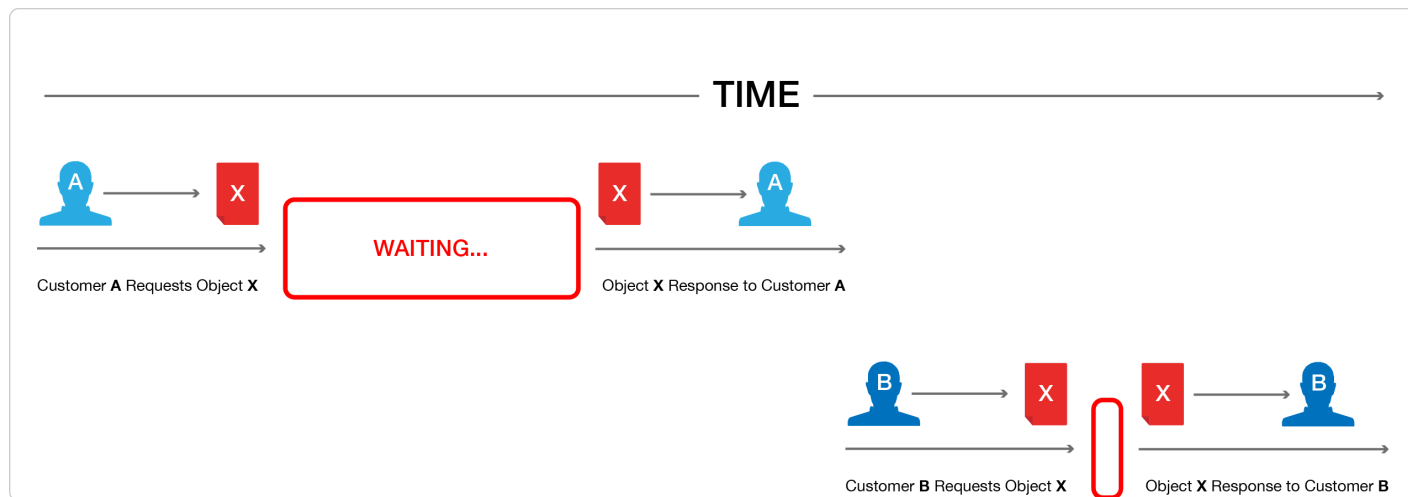 TIME
A
X
X
A
WAITING...
Customer A Requests Object X
Object X Response to Customer A
B
X
X
B
Customer B Requests Object X
Object X Response to Customer B